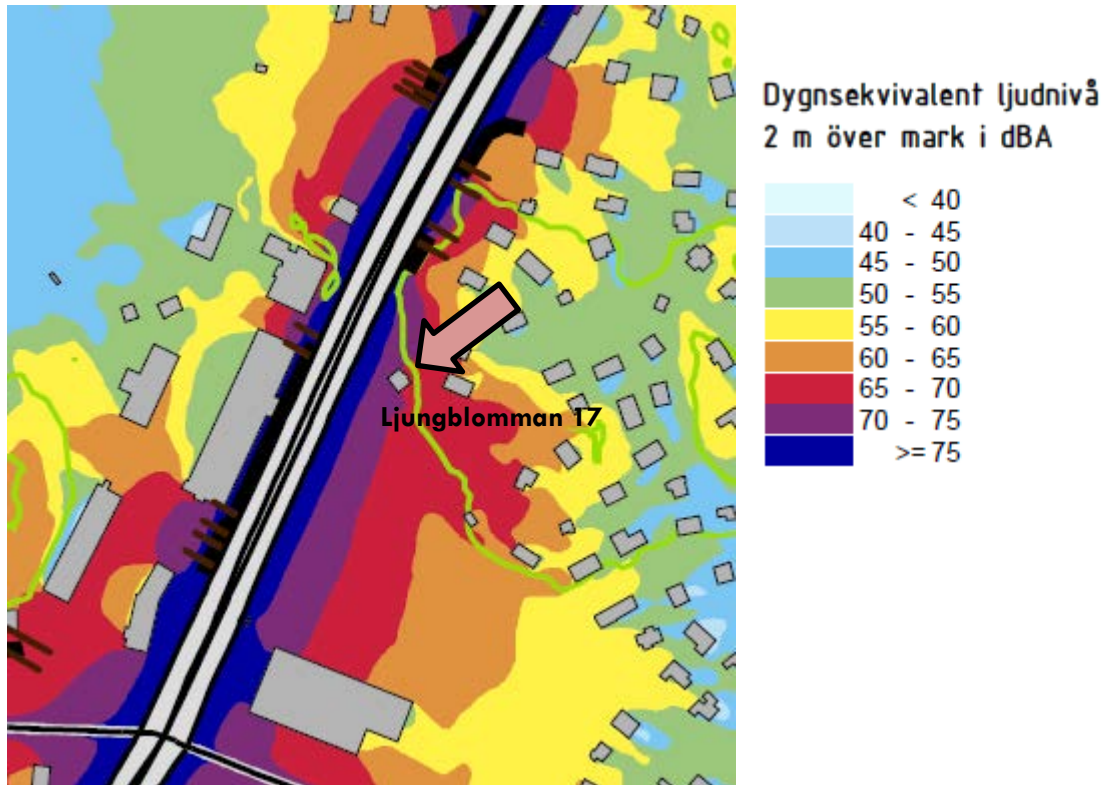 Ljungblomman 17
Dygnsekvivalent ljudnivå
2 m över mark i dBA
< 40
40 - 45
45 - 50
50 - 55
55 - 60
60 - 65
65 - 70
70 - 75
>= 75